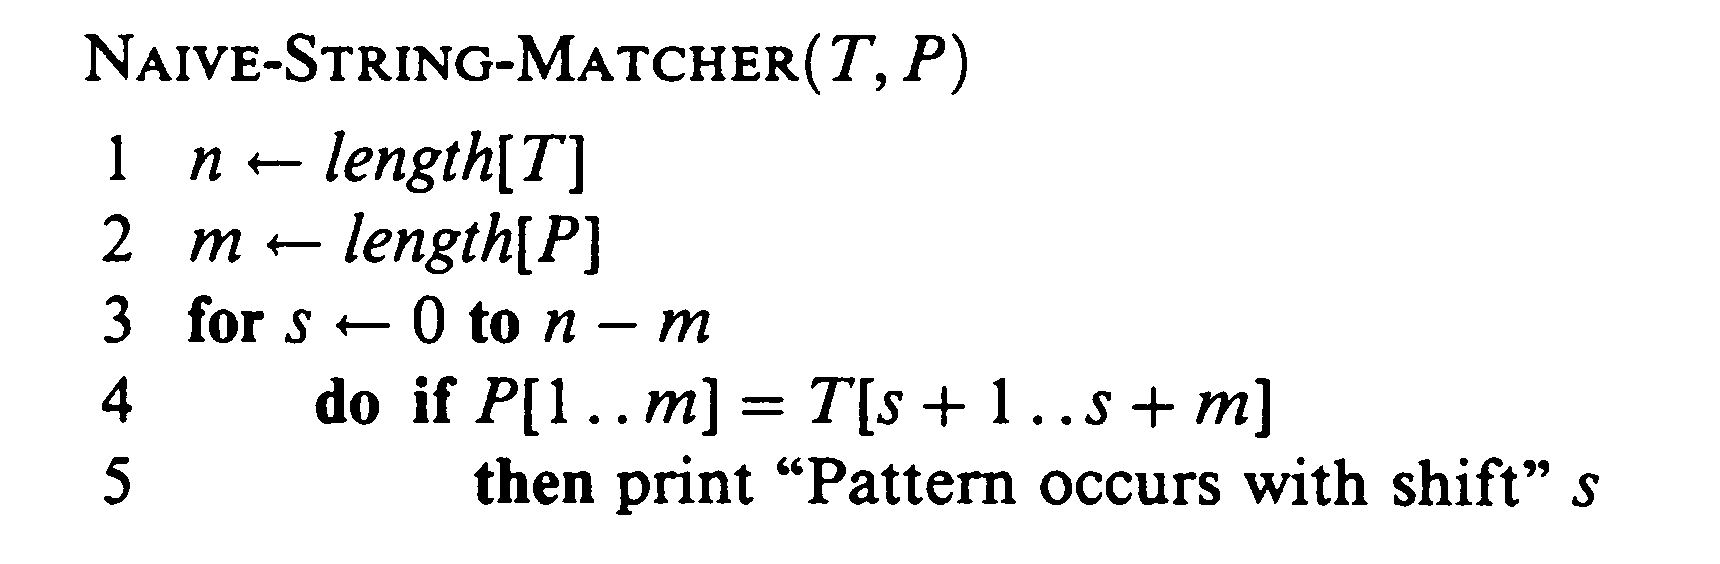 NAIVE-STRING-MATCHER(T, P)
1 n ← length[T]
2 m ← length[P]
3 for s ← 0 to n − m
4 do if P[1 . . m] = T[s + 1 . . s + m]
5 then print “Pattern occurs with shift” s